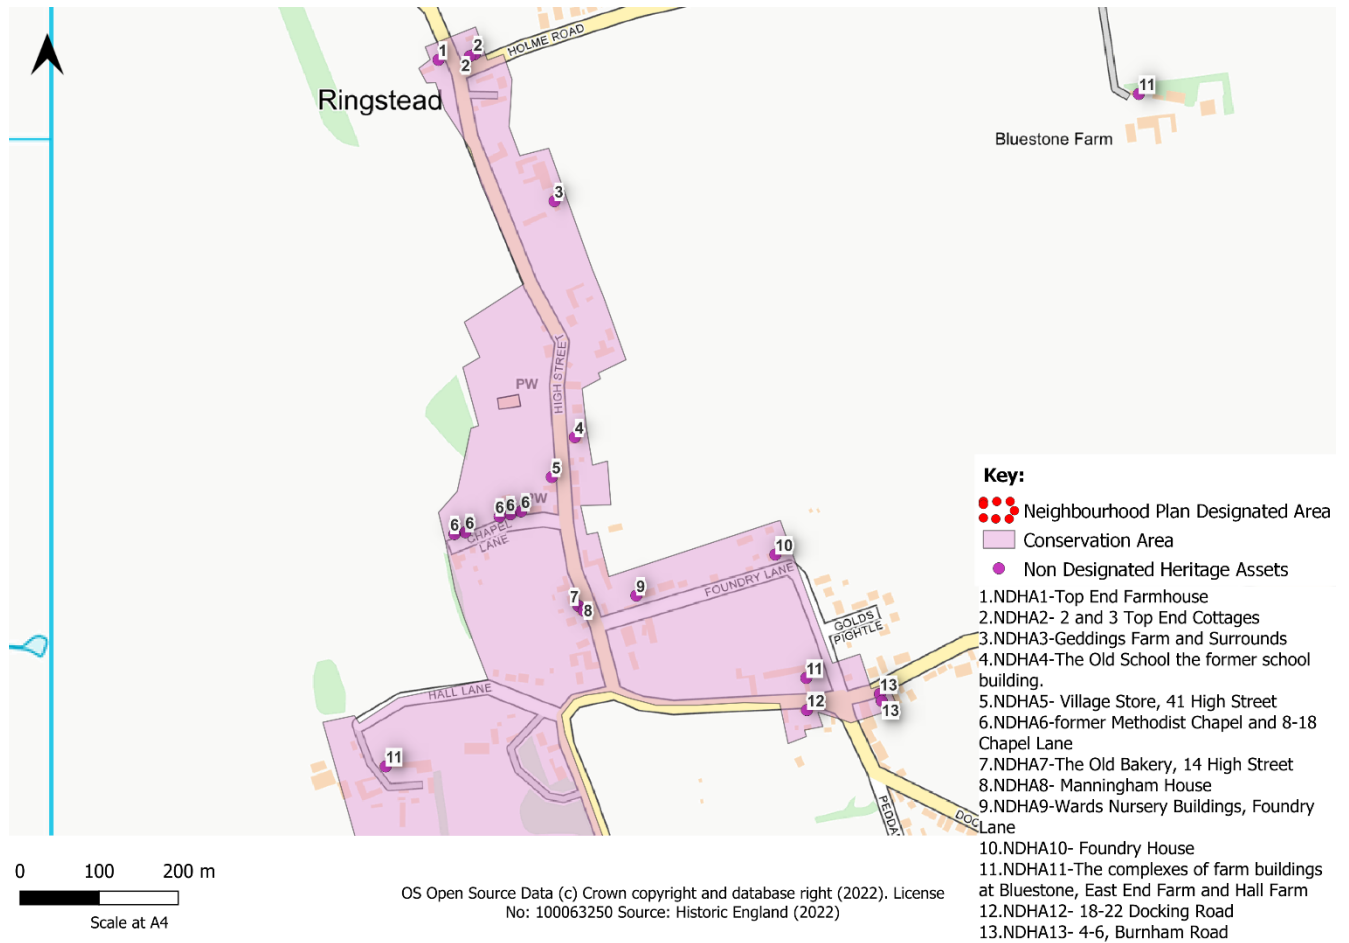 1
2
2
HOLME ROAD
Ringstead
11
Bluestone Farm
3
HIGH STREET
PW
4
5
6 6 6 6 6
CHAPEL
LANE
10
FOUNDRY LANE
9
7
8
GOLDS
PIGHTLE
11
12
13
13
HALL LANE
11
PEDDA
DOC
Key:
Neighbourhood Plan Designated Area
Conservation Area
Non Designated Heritage Assets
1.NDHA1-Top End Farmhouse
2.NDHA2- 2 and 3 Top End Cottages
3.NDHA3-Geddings Farm and Surrounds
4.NDHA4-The Old School the former school
building.
5.NDHA5- Village Store, 41 High Street
6.NDHA6-former Methodist Chapel and 8-18
Chapel Lane
7.NDHA7-The Old Bakery, 14 High Street
8.NDHA8- Manningham House
9.NDHA9-Wards Nursery Buildings, Foundry
Lane
10.NDHA10- Foundry House
11.NDHA11-The complexes of farm buildings
at Bluestone, East End Farm and Hall Farm
12.NDHA12- 18-22 Docking Road
13.NDHA13- 4-6, Burnham Road
0 100 200 m
Scale at A4
OS Open Source Data (c) Crown copyright and database right (2022). License
No: 100063250 Source: Historic England (2022)